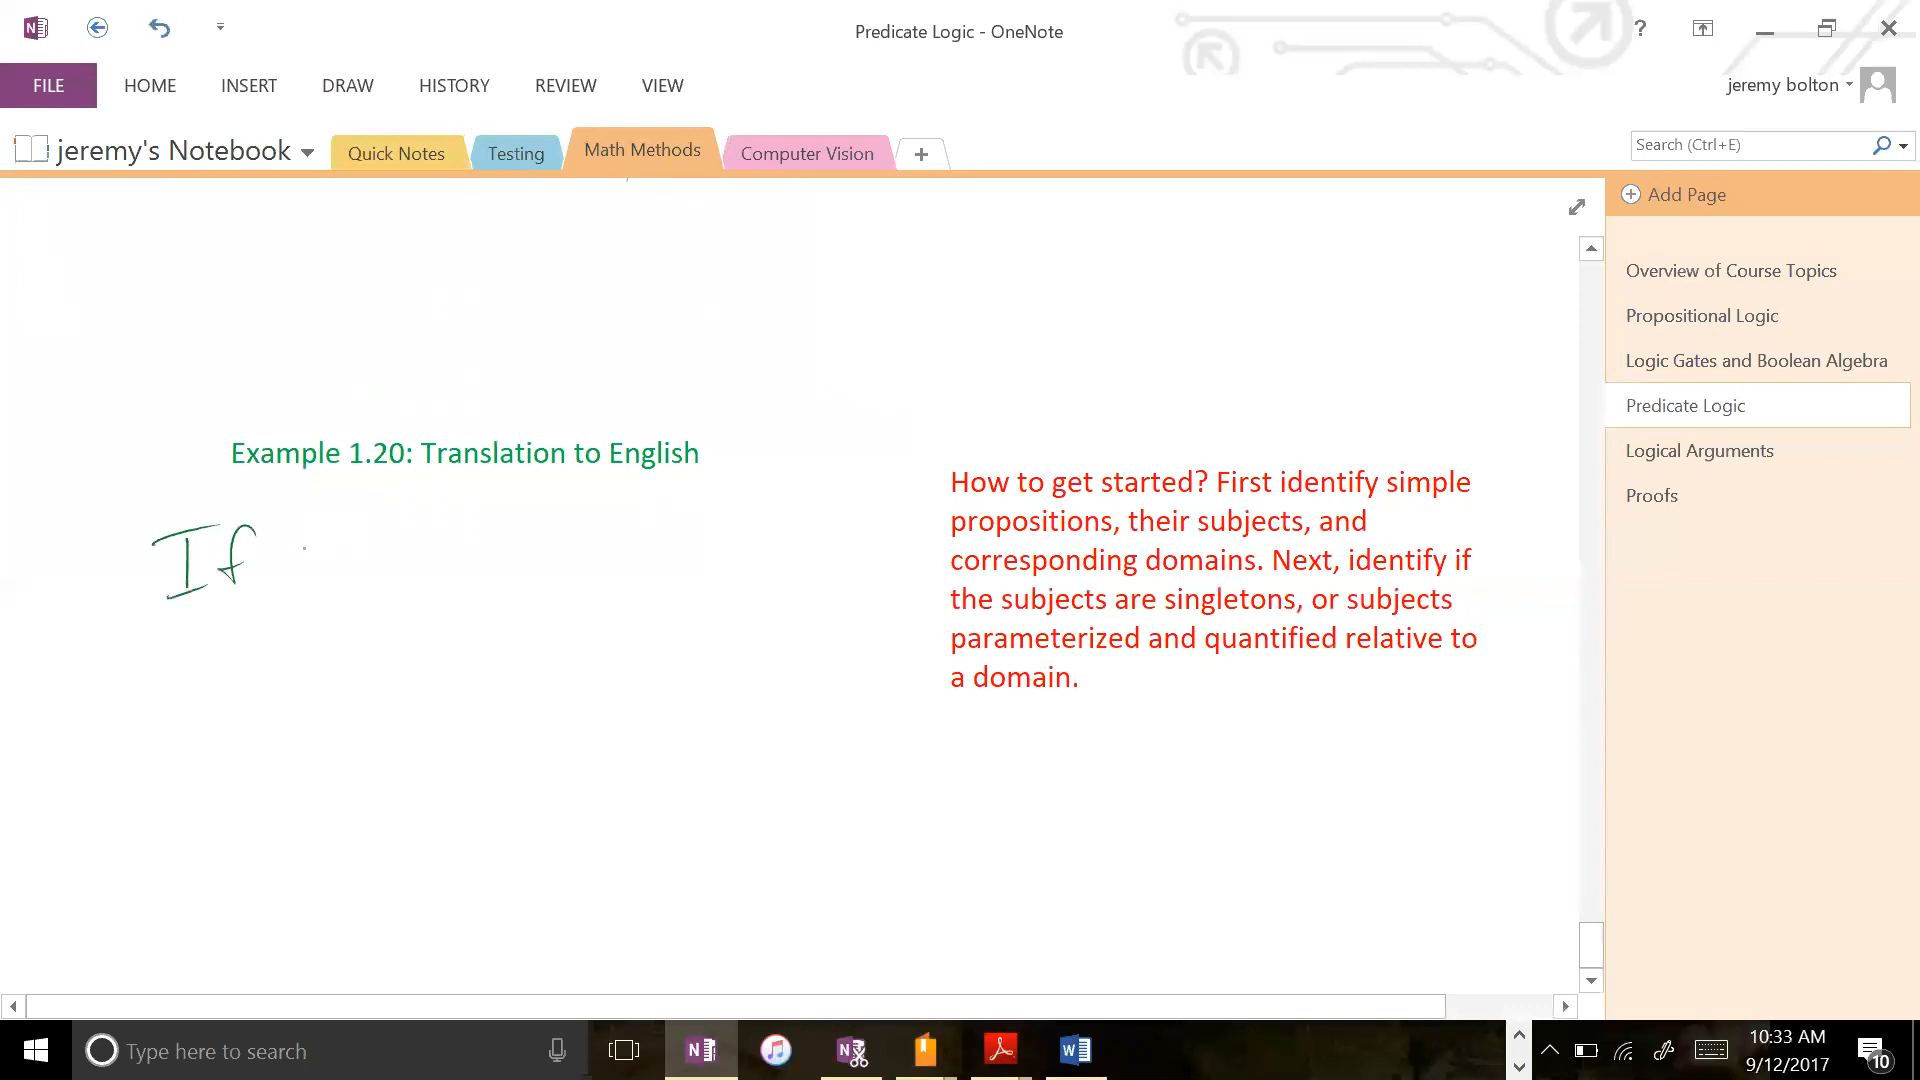 Predicate Logic - OneNote
?
FILE HOME INSERT DRAW HISTORY REVIEW VIEW
jeremy bolton
jeremy's Notebook
Quick Notes
Testing
Math Methods
Computer Vision
+
Search (Ctrl+E)
Add Page
Overview of Course Topics
Propositional Logic
Logic Gates and Boolean Algebra
Predicate Logic
Logical Arguments
Proofs
Example 1.20: Translation to English
If
How to get started? First identify simple
propositions, their subjects, and
corresponding domains. Next, identify if
the subjects are singletons, or subjects
parameterized and quantified relative to
a domain.
Type here to search
10:33 AM
9/12/2017
10